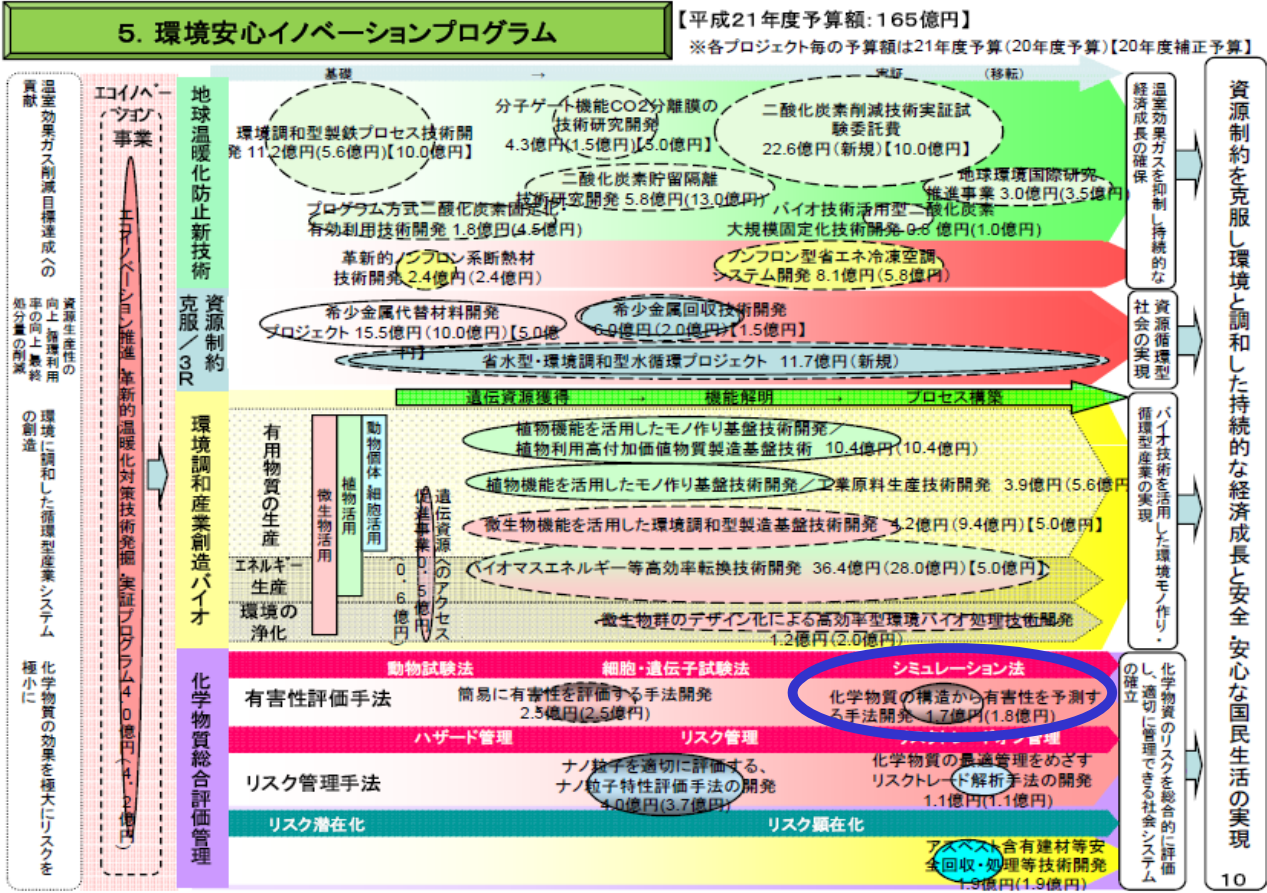 5. 環境安心イノベーションプログラム
【平成21年度予算額:165億円】
※各プロジェクト毎の予算額は21年度予算(20年度予算)【20年度補正予算】
温室効果ガス削減目標達成への
貢献
資源生産性の
向上、循環利用
率の向上、最終
処分量の削減
環境に調和した循環型産業システム
の創造
化学物質の効果を極大にリスクを
極小に
エコイノベー
ション
事業
エコイノベーション推進・革新的温暖化対策技術発掘・実証プログラム4.0億円(4.2億円)
基礎
→
実証
(移転)
地球温暖化防止新技術
環境調和型製鉄プロセス技術開
発 11.2億円(5.6億円)【10.0億円】
分子ゲート機能CO2分離膜の
技術研究開発
4.3億円(1.5億円)【5.0億円】
二酸化炭素削減技術実証試
験委託費
22.6億円(新規)【10.0億円】
二酸化炭素貯留隔離
技術研究開発 5.8億円(13.0億円)
地球環境国際研究
推進事業 3.0億円(3.5億円)
プログラム方式二酸化炭素固定化・
有効利用技術開発 1.8億円(4.5億円)
バイオ技術活用型二酸化炭素
大規模固定化技術開発 0.8億円(1.0億円)
革新的ノンフロン系断熱材
技術開発 2.4億円(2.4億円)
ノンフロン型省エネ冷凍空調
システム開発 8.1億円(5.8億円)
資源制約
克服/3R
希少金属代替材料開発
プロジェクト 15.5億円(10.0億円)【5.0億
円】
希少金属回収技術開発
6.0億円(2.0億円)【1.5億円】
省水型・環境調和型水循環プロジェクト 11.7億円(新規)
環境調和産業創造バイオ
遺伝資源獲得
→
機能解明
→
プロセス構築
有用物質の生産
エネルギー
生産
環境の
浄化
微生物活用
植物活用
動物個体・細胞活用
遺伝資源へのアクセス
促進事業0.5億円
(0.6億円)
植物機能を活用したモノ作り基盤技術開発/
植物利用高付加価値物質製造基盤技術 10.4億円(10.4億円)
植物機能を活用したモノ作り基盤技術開発/工業原料生産技術開発 3.9億円(5.6億円
微生物機能を活用した環境調和型製造基盤技術開発 4.2億円(9.4億円)【5.0億円】
バイオマスエネルギー等高効率転換技術開発 36.4億円(28.0億円)【5.0億円】
微生物群のデザイン化による高効率型環境バイオ処理技術開発
1.2億円(2.0億円)
化学物質総合評価管理
動物試験法
細胞・遺伝子試験法
シミュレーション法
有害性評価手法
簡易に有害性を評価する手法開発
2.5億円(2.5億円)
化学物質の構造から有害性を予測す
る手法開発 1.7億円(1.8億円)
ハザード管理
リスク管理
リスクトレードオフ管理
リスク管理手法
ナノ粒子を適切に評価する、
ナノ粒子特性評価手法の開発
4.0億円(3.7億円)
化学物質の最適管理をめざす
リスクトレード解析手法の開発
1.1億円(1.1億円)
リスク潜在化
リスク顕在化
アスベスト含有建材等安
全回収・処理等技術開発
1.9億円(1.9億円)
温室効果ガスを抑制し持続的な
経済成長の確保
資源循環型
社会の実現
バイオ技術を活用した環境モノ作り・
循環型産業の実現
化学物資のリスクを総合的に評価
し、適切に管理できる社会システム
の確立
資源制約を克服し環境と調和した持続的な経済成長と安全・安心な国民生活の実現
10